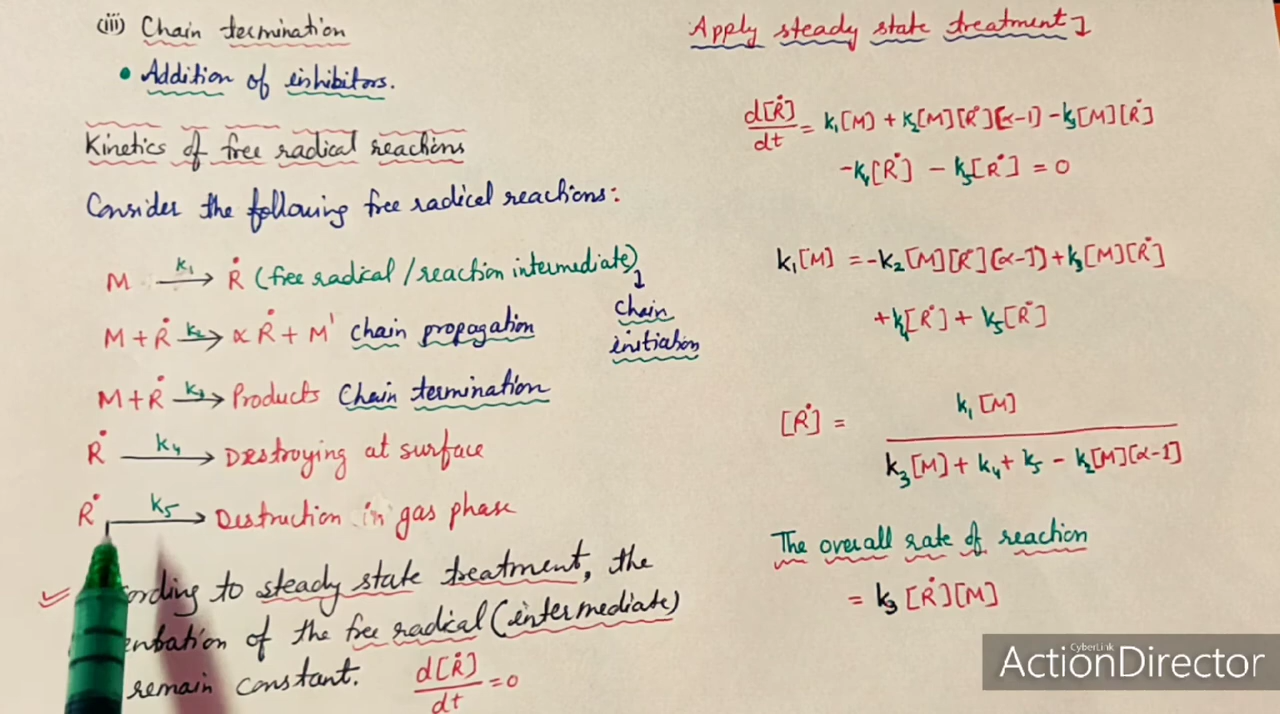 (iii) Chain termination
• Addition of inhibitors.
Kinetics of free radical reactions
Consider the following free radical reactions:
M —k₁→ Ṙ (free radical/reaction intermediate)
Chain
initiation
M + Ṙ —k₂→ ∝ Ṙ + M' Chain propagation
M + Ṙ —k₃→ Products Chain termination
Ṙ —k₄→ Destroying at surface
Ṙ —k₅→ Destruction in gas phase
to steady state treatment, the
of the free radical (intermediate)
remain constant. d[Ṙ]/dt = 0
Apply steady state treatment]
d[Ṙ]/dt = k₁[M] + k₂[M][Ṙ][∝-1) - k₃[M][Ṙ]
-k₄[Ṙ] - k₅[Ṙ] = 0
k₁[M] = -k₂[M][Ṙ](∝-1)+k₃[M][Ṙ]
+k₄[Ṙ] + k₅[Ṙ]
[Ṙ] = k₁[M] / k₃[M] + k₄ + k₅ - k₂[M][∝-1]
The overall rate of reaction
= k₃[Ṙ][M]
CyberLink
ActionDirector